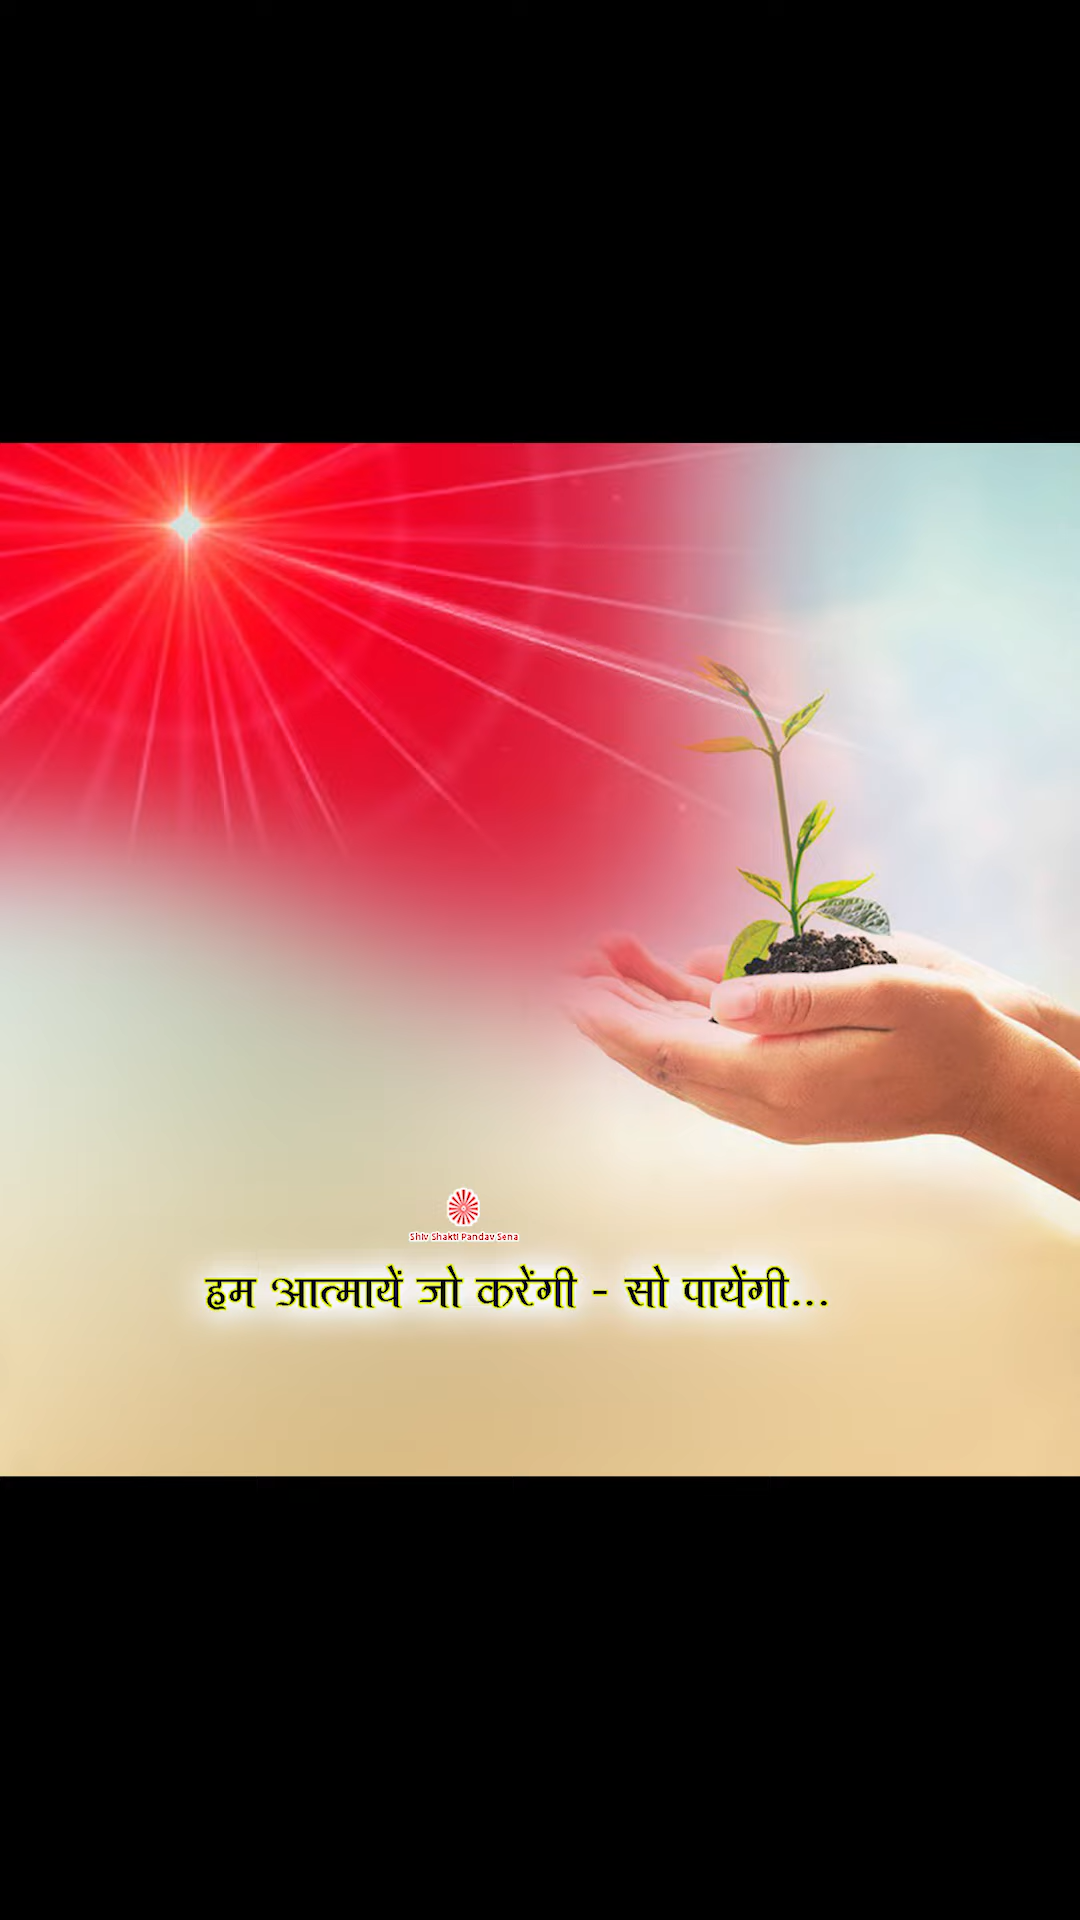 Shiv Shakti Pandav Sena
हम आत्मायें जो करेंगी - सो पायेंगी...